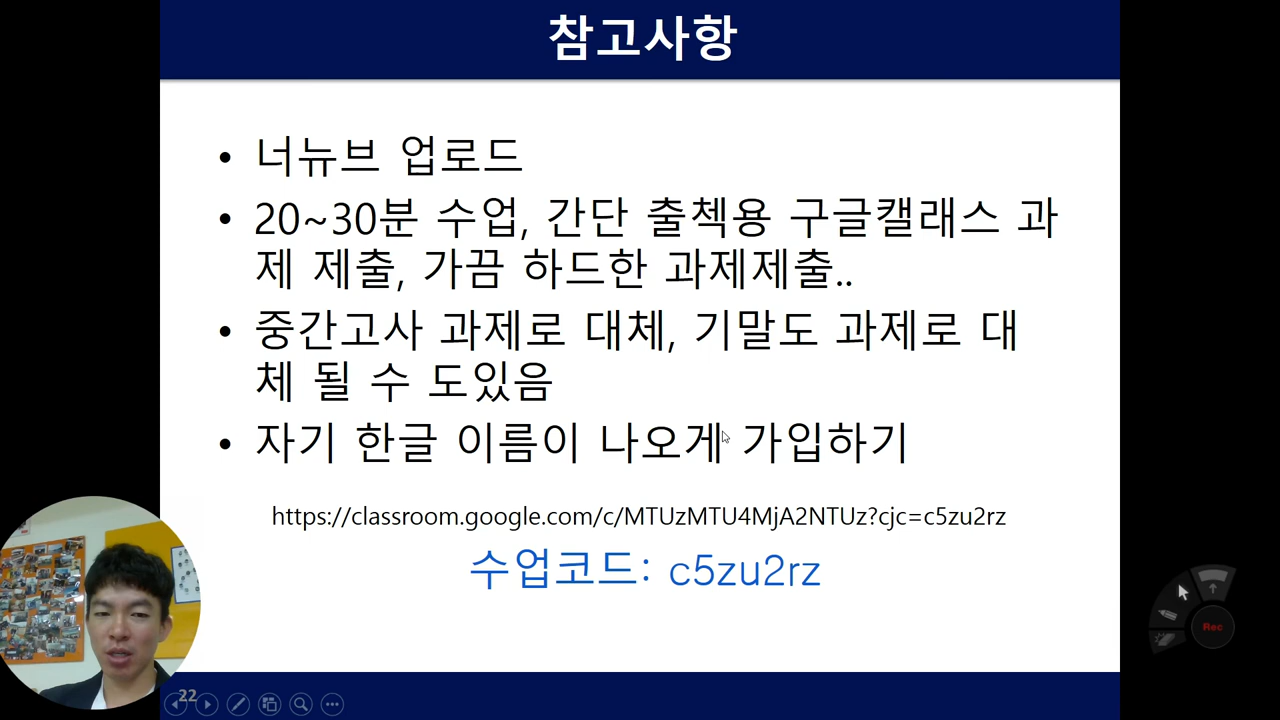 참고사항
• 너뉴브 업로드
• 20~30분 수업, 간단 출첵용 구글캘래스 과
제 제출, 가끔 하드한 과제제출..
• 중간고사 과제로 대체, 기말도 과제로 대
체 될 수 도있음
• 자기 한글 이름이 나오게 가입하기
https://classroom.google.com/c/MTUzMTU4MjA2NTUz?cjc=c5zu2rz
수업코드: c5zu2rz
Rec
22